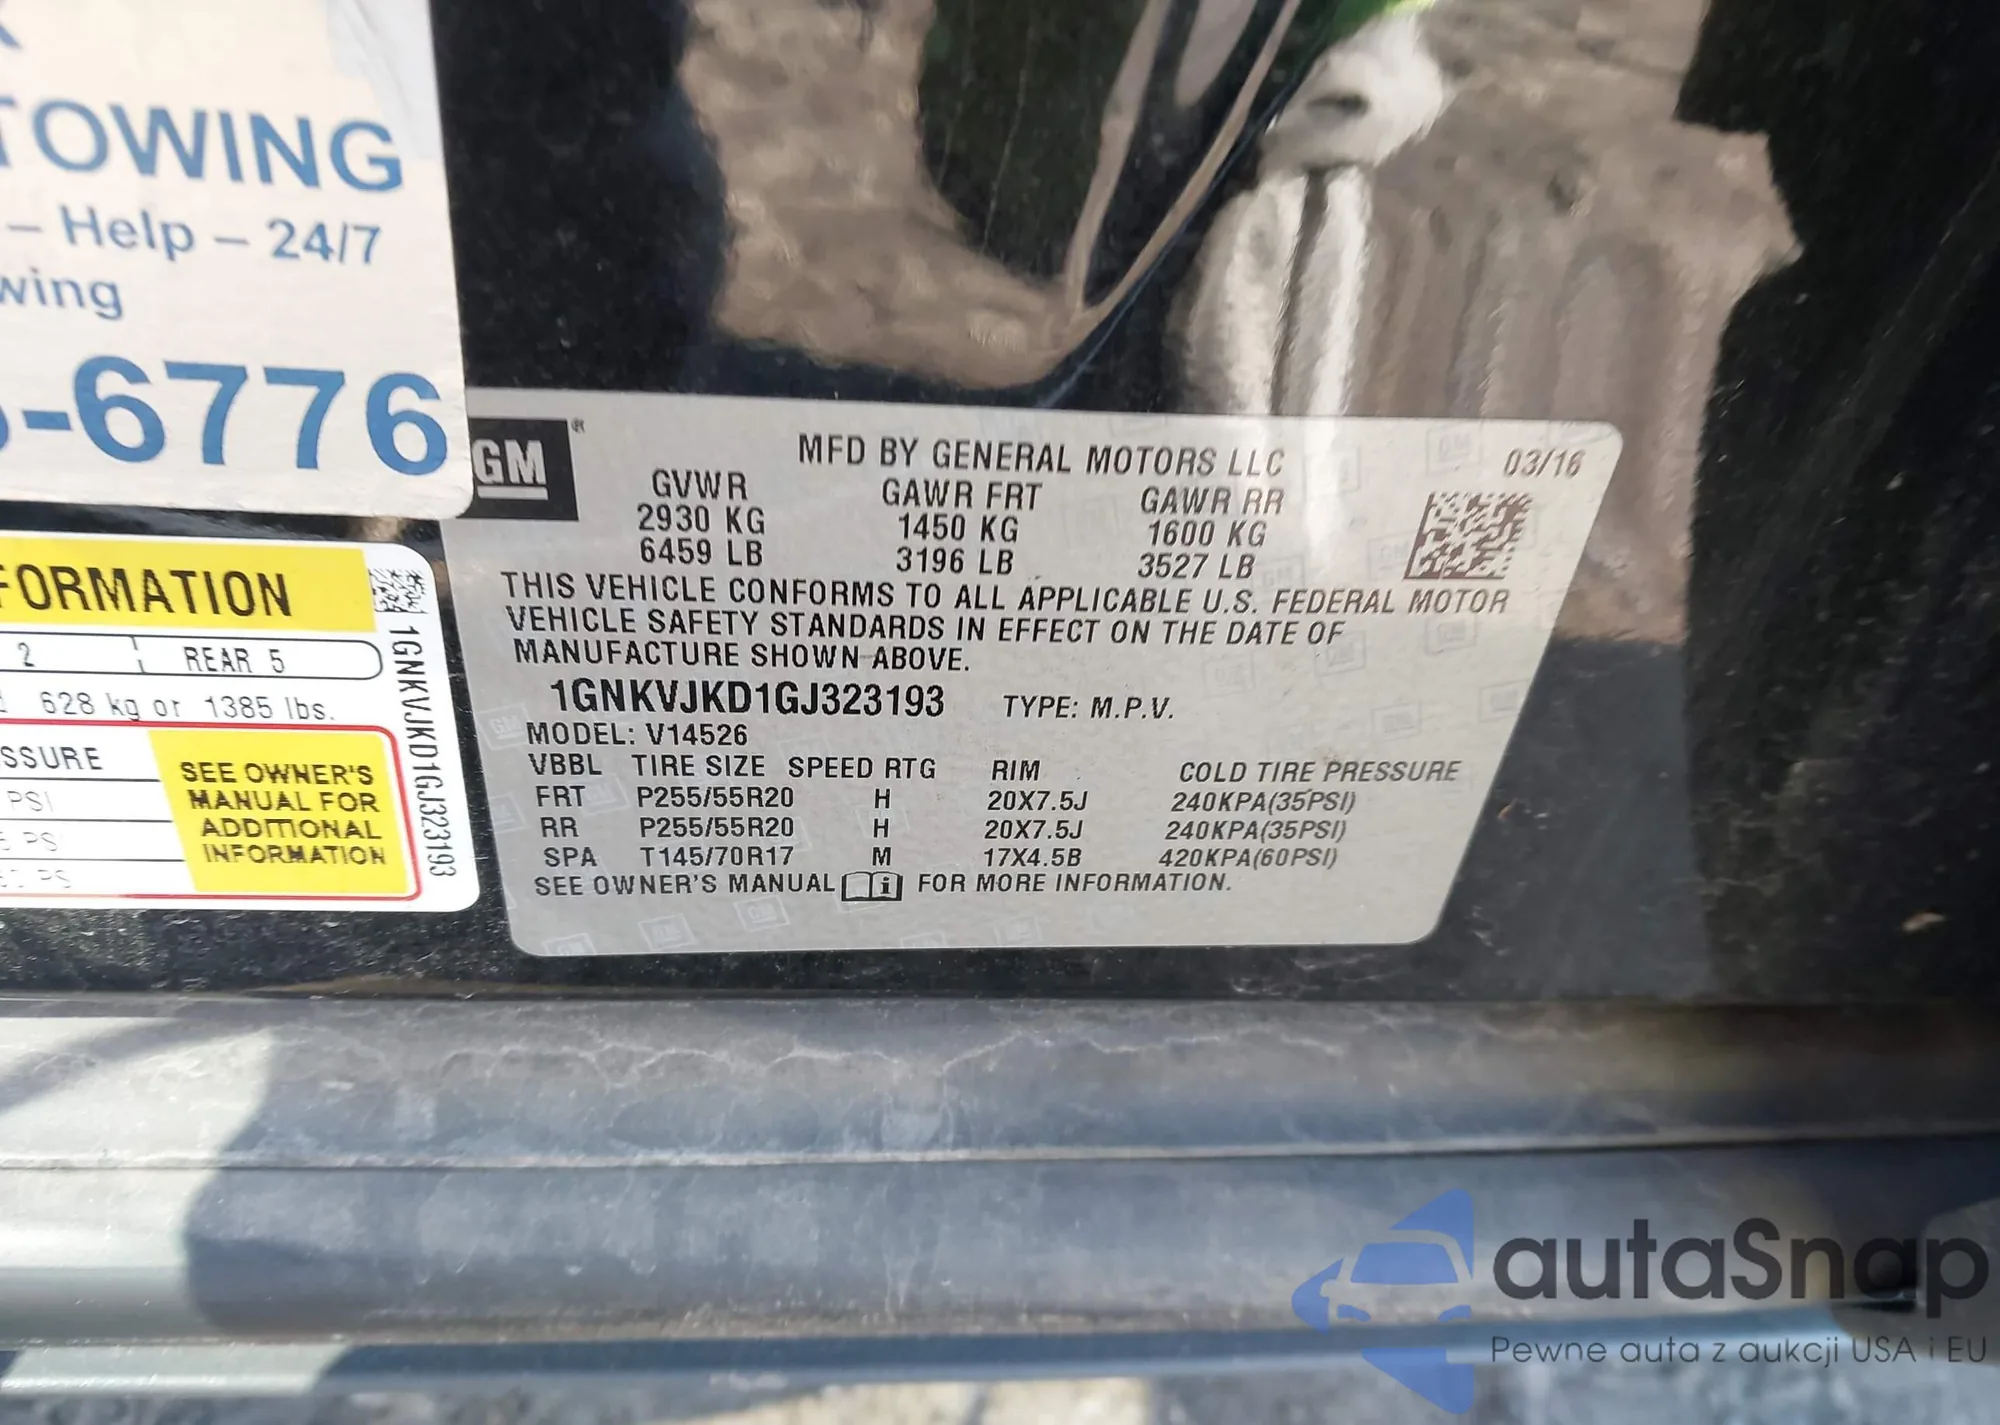 TOWING
– Help – 24/7
wing
-6776
FORMATION
2 REAR 5
628 kg or 1385 lbs.
SSURE
PSI
PSI
SEE OWNER'S
MANUAL FOR
ADDITIONAL
INFORMATION
1GNKVJKD1GJ323193
GM®
MFD BY GENERAL MOTORS LLC 03/16
GVWR GAWR FRT GAWR RR
2930 KG 1450 KG 1600 KG
6459 LB 3196 LB 3527 LB
THIS VEHICLE CONFORMS TO ALL APPLICABLE U.S. FEDERAL MOTOR
VEHICLE SAFETY STANDARDS IN EFFECT ON THE DATE OF
MANUFACTURE SHOWN ABOVE.
1GNKVJKD1GJ323193 TYPE: M.P.V.
MODEL: V14526
VBBL TIRE SIZE SPEED RTG RIM COLD TIRE PRESSURE
FRT P255/55R20 H 20X7.5J 240KPA(35PSI)
RR P255/55R20 H 20X7.5J 240KPA(35PSI)
SPA T145/70R17 M 17X4.5B 420KPA(60PSI)
SEE OWNER'S MANUAL FOR MORE INFORMATION.
autaSnap
Pewne auta z aukcji USA i EU